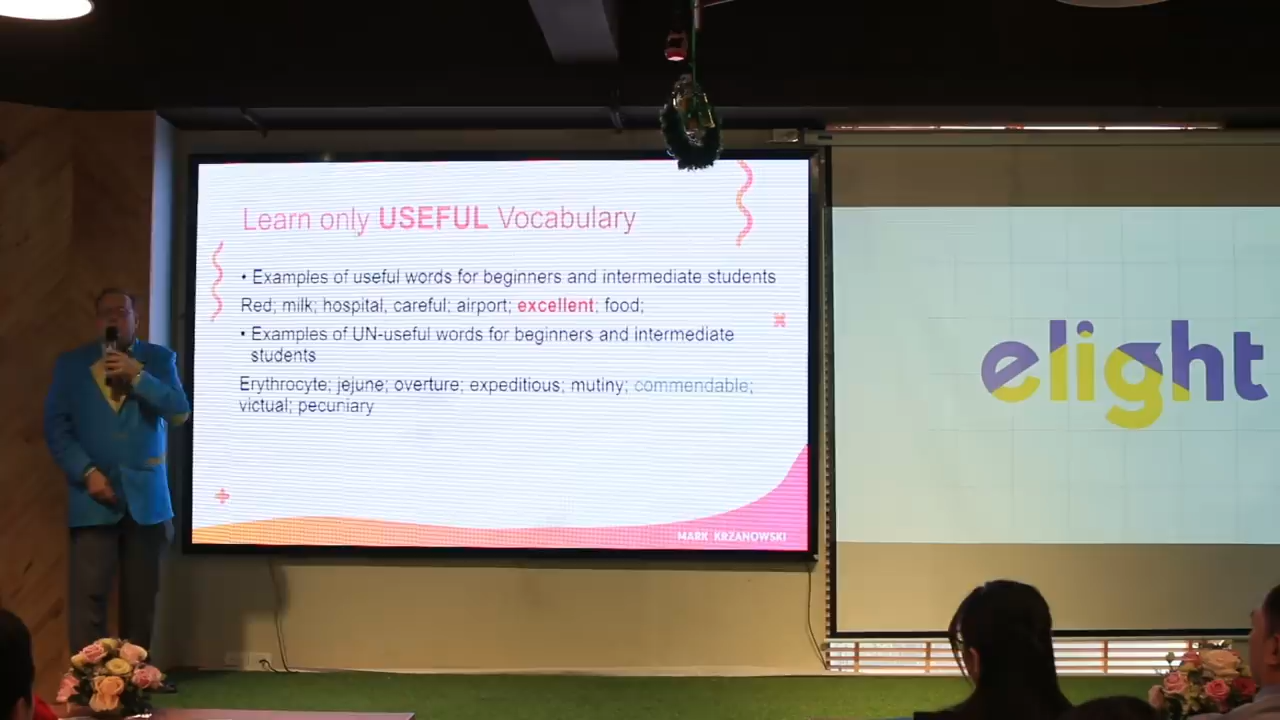 Learn only USEFUL Vocabulary
• Examples of useful words for beginners and intermediate students
Red; milk; hospital, careful; airport; excellent; food;
• Examples of UN-useful words for beginners and intermediate
students
Erythrocyte; jejune; overture; expeditious; mutiny; commendable;
victual; pecuniary
MARK KRZANOWSKI
elight